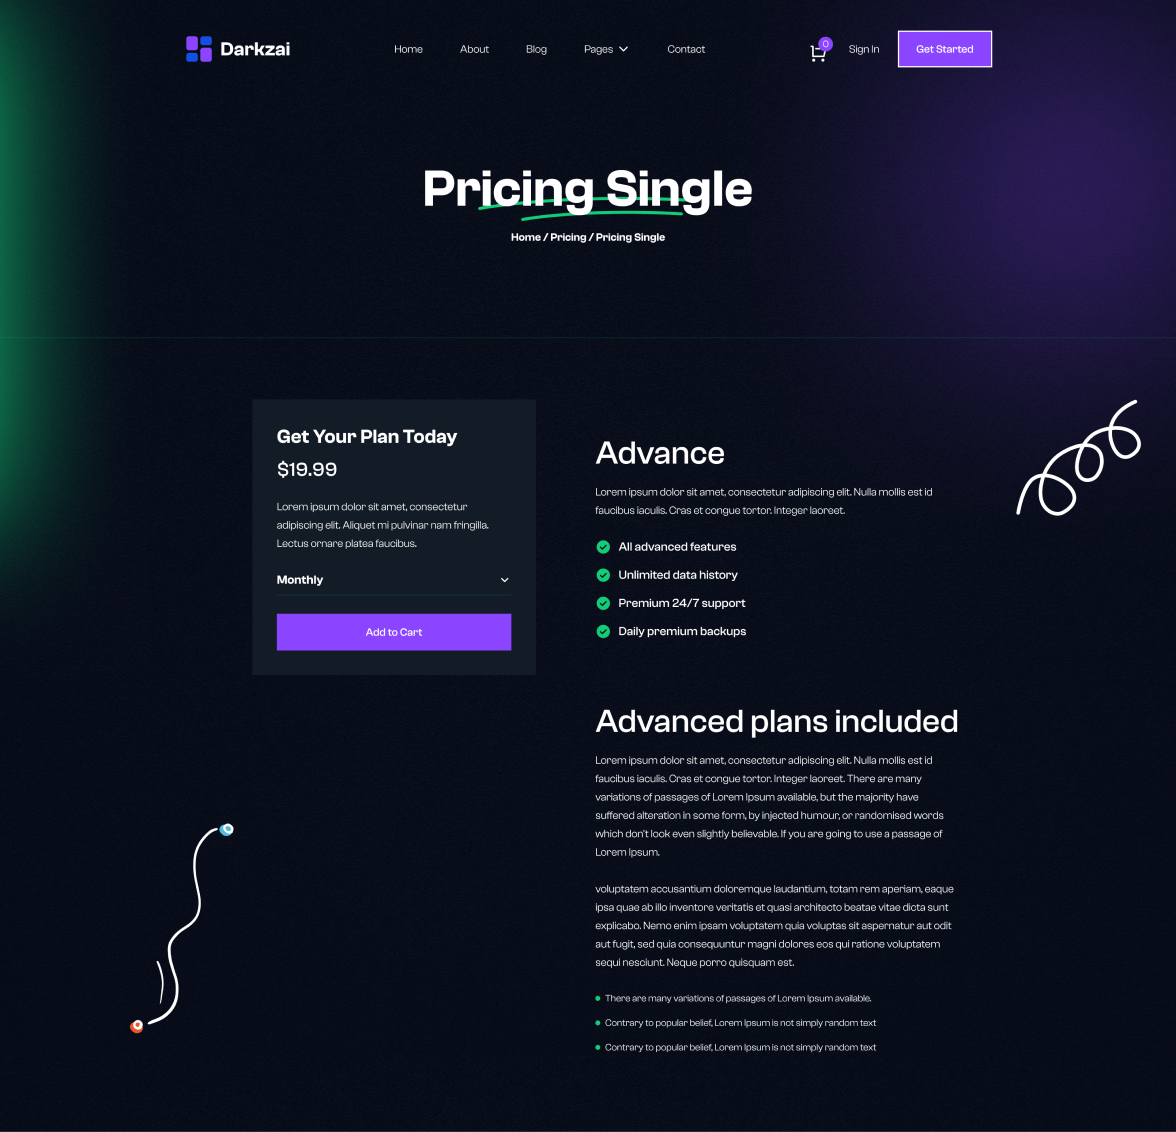 Darkzai
Home About Blog Pages Contact
0
Sign In
Get Started
Pricing Single
Home / Pricing / Pricing Single
Get Your Plan Today
$19.99
Lorem ipsum dolor sit amet, consectetur
adipiscing elit. Aliquet mi pulvinar nam fringilla.
Lectus ornare platea faucibus.
Monthly
Add to Cart
Advance
Lorem ipsum dolor sit amet, consectetur adipiscing elit. Nulla mollis est id
faucibus iaculis. Cras et congue tortor. Integer laoreet.
All advanced features
Unlimited data history
Premium 24/7 support
Daily premium backups
Advanced plans included
Lorem ipsum dolor sit amet, consectetur adipiscing elit. Nulla mollis est id
faucibus iaculis. Cras et congue tortor. Integer laoreet. There are many
variations of passages of Lorem Ipsum available, but the majority have
suffered alteration in some form, by injected humour, or randomised words
which don't look even slightly believable. If you are going to use a passage of
Lorem Ipsum.
voluptatem accusantium doloremque laudantium, totam rem aperiam, eaque
ipsa quae ab illo inventore veritatis et quasi architecto beatae vitae dicta sunt
explicabo. Nemo enim ipsam voluptatem quia voluptas sit aspernatur aut odit
aut fugit, sed quia consequuntur magni dolores eos qui ratione voluptatem
sequi nesciunt. Neque porro quisquam est.
There are many variations of passages of Lorem Ipsum available.
Contrary to popular belief, Lorem Ipsum is not simply random text
Contrary to popular belief, Lorem Ipsum is not simply random text